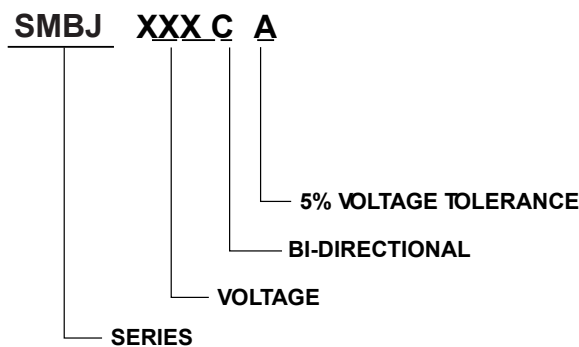 SMBJ XXX C A
5% VOLTAGE TOLERANCE
BI-DIRECTIONAL
VOLTAGE
SERIES